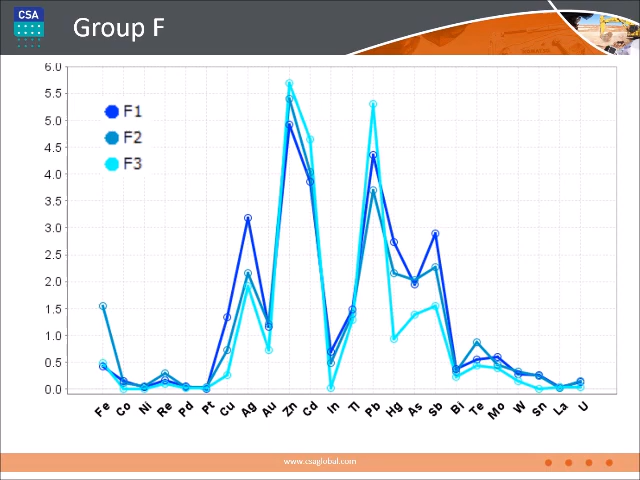 CSA
Group F
6.0
5.5
5.0
4.5
4.0
3.5
3.0
2.5
2.0
1.5
1.0
0.5
0.0
F1
F2
F3
Fe Co Ni Re Pd Pt Cu Ag Au Zn Cd In Tl Pb Hg As Sb Bi Te Mo W Sn La U
www.csaglobal.com